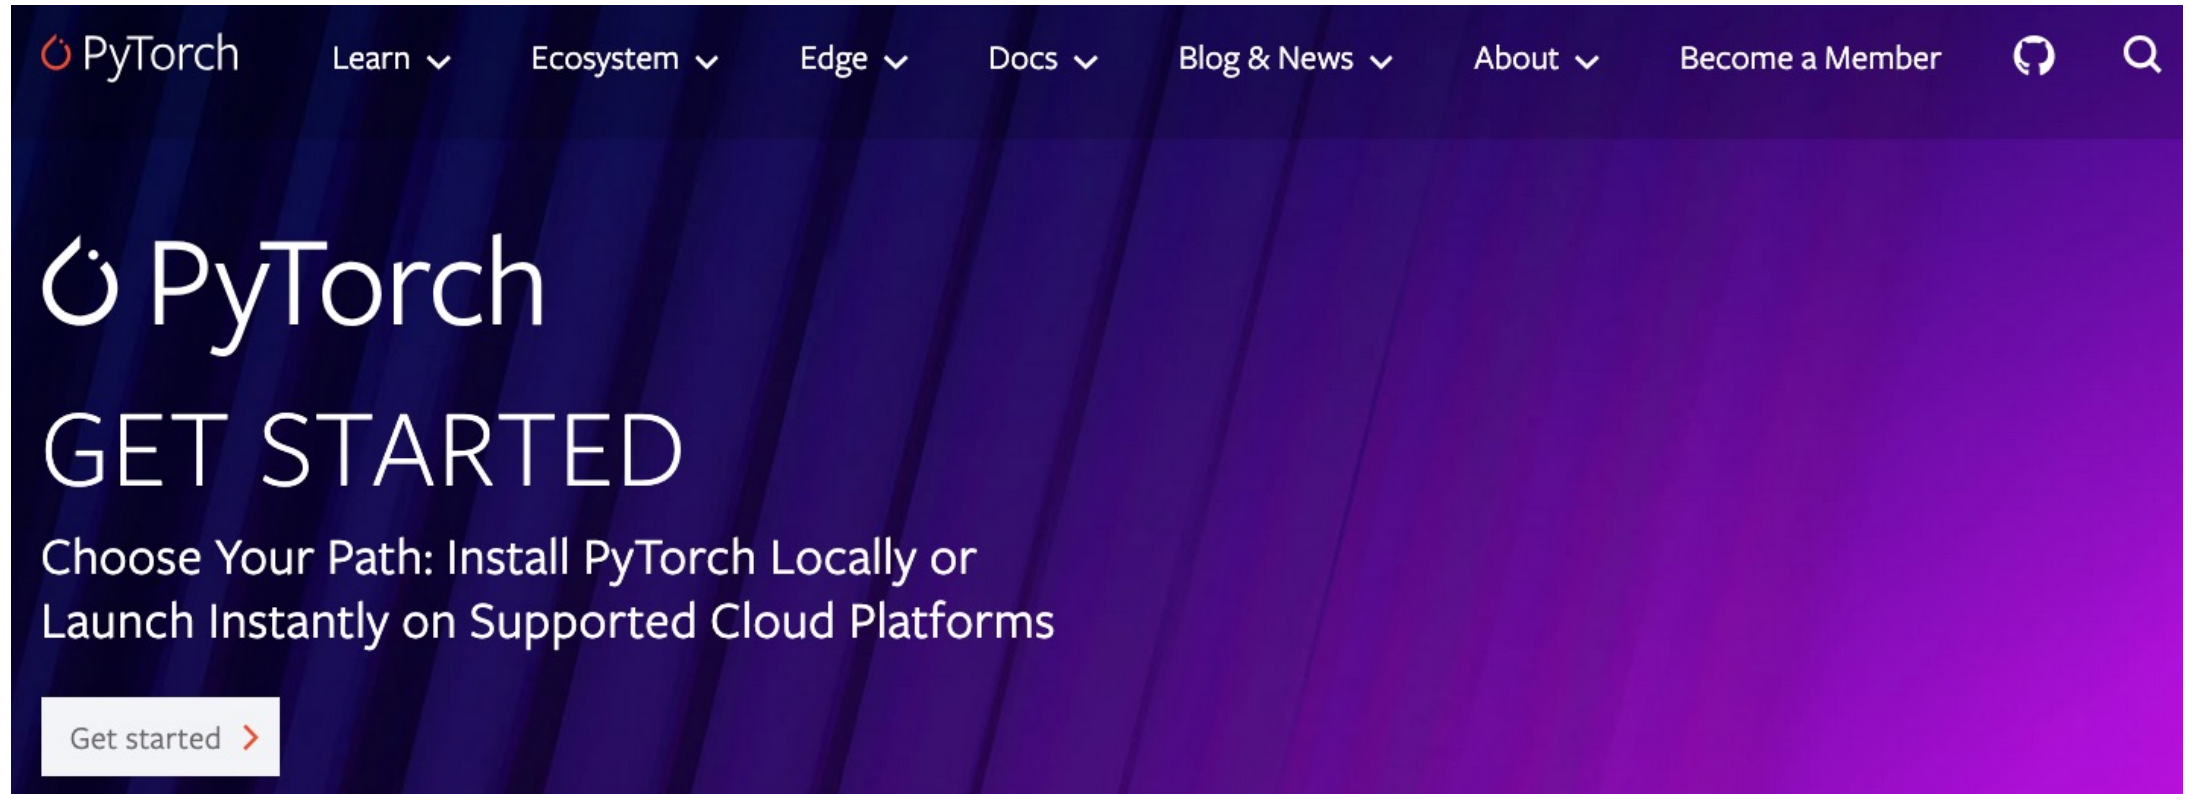 PyTorch Learn Ecosystem Edge Docs Blog & News About Become a Member
PyTorch
GET STARTED
Choose Your Path: Install PyTorch Locally or
Launch Instantly on Supported Cloud Platforms
Get started